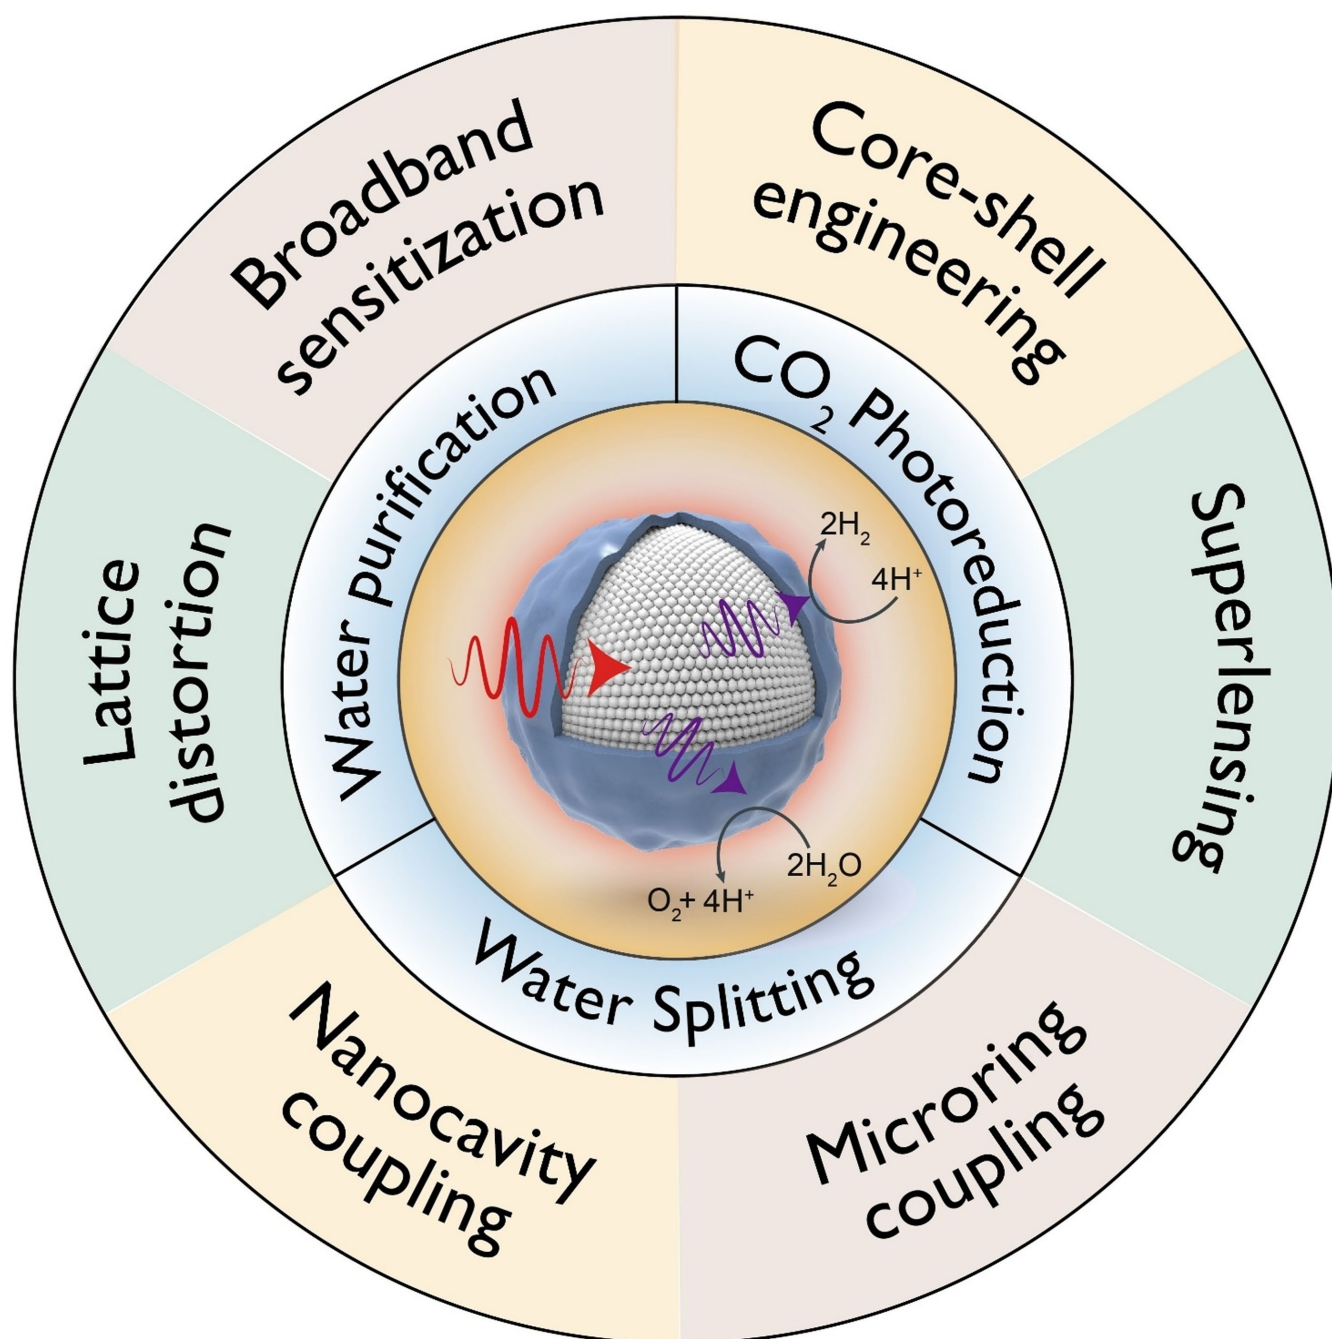 Broadband
sensitization
Core-shell
engineering
Superlensing
Microring
coupling
Nanocavity
coupling
Lattice
distortion
Water purification
CO₂ Photoreduction
Water Splitting
2H₂
4H⁺
2H₂O
O₂+ 4H⁺